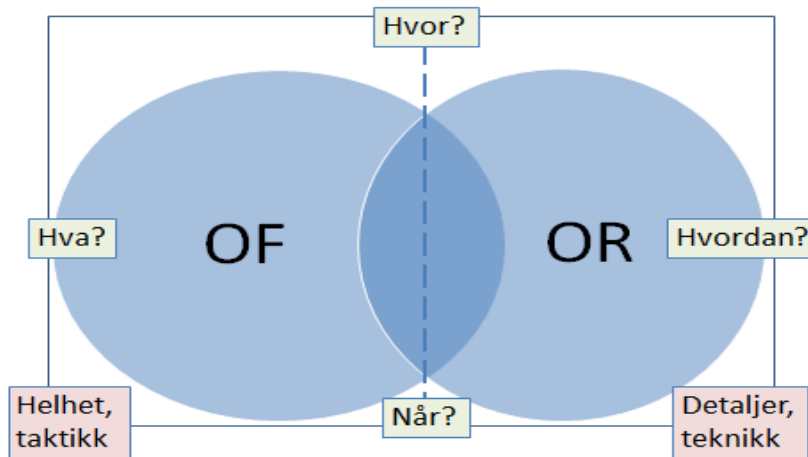 Hvor?
OF
OR
Hva?
Hvordan?
Helhet,
taktikk
Når?
Detaljer,
teknikk